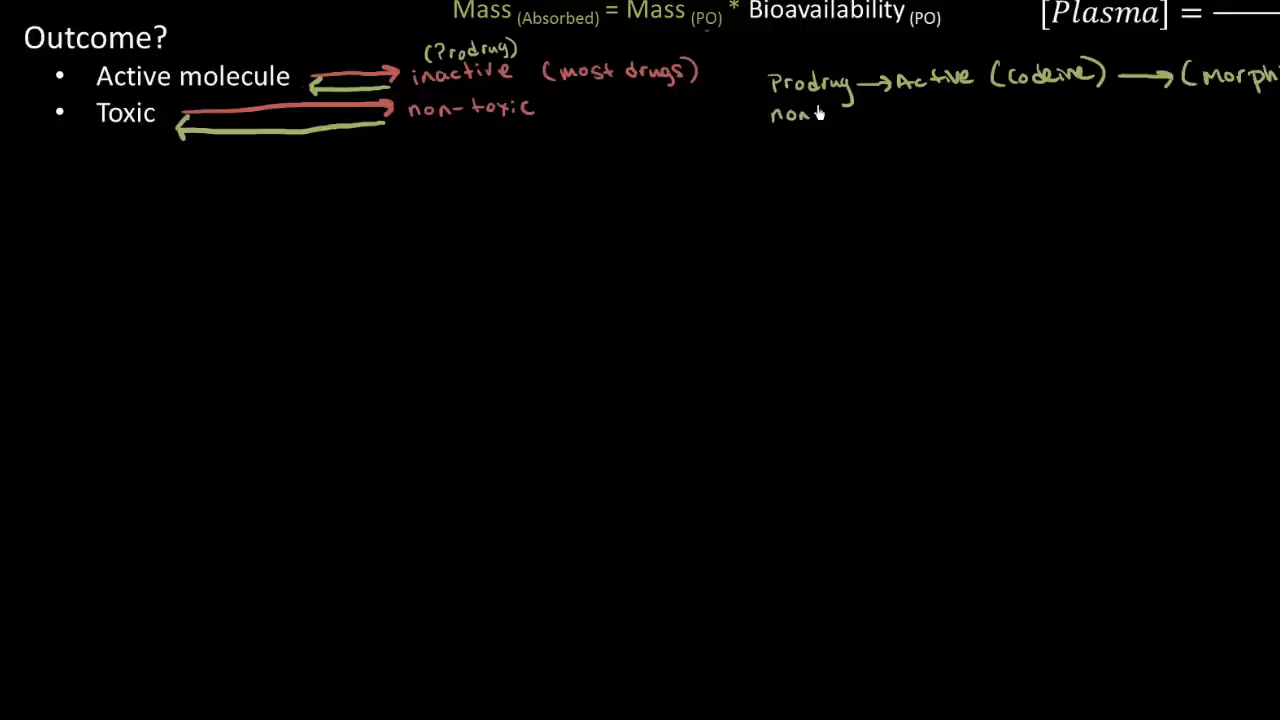 Mass (Absorbed) = Mass (PO) * Bioavailability (PO)
[Plasma] =
Outcome?
(Prodrug)
• Active molecule inactive (most drugs)
Prodrug → Active (codeine) → (morph
• Toxic non-toxic
non